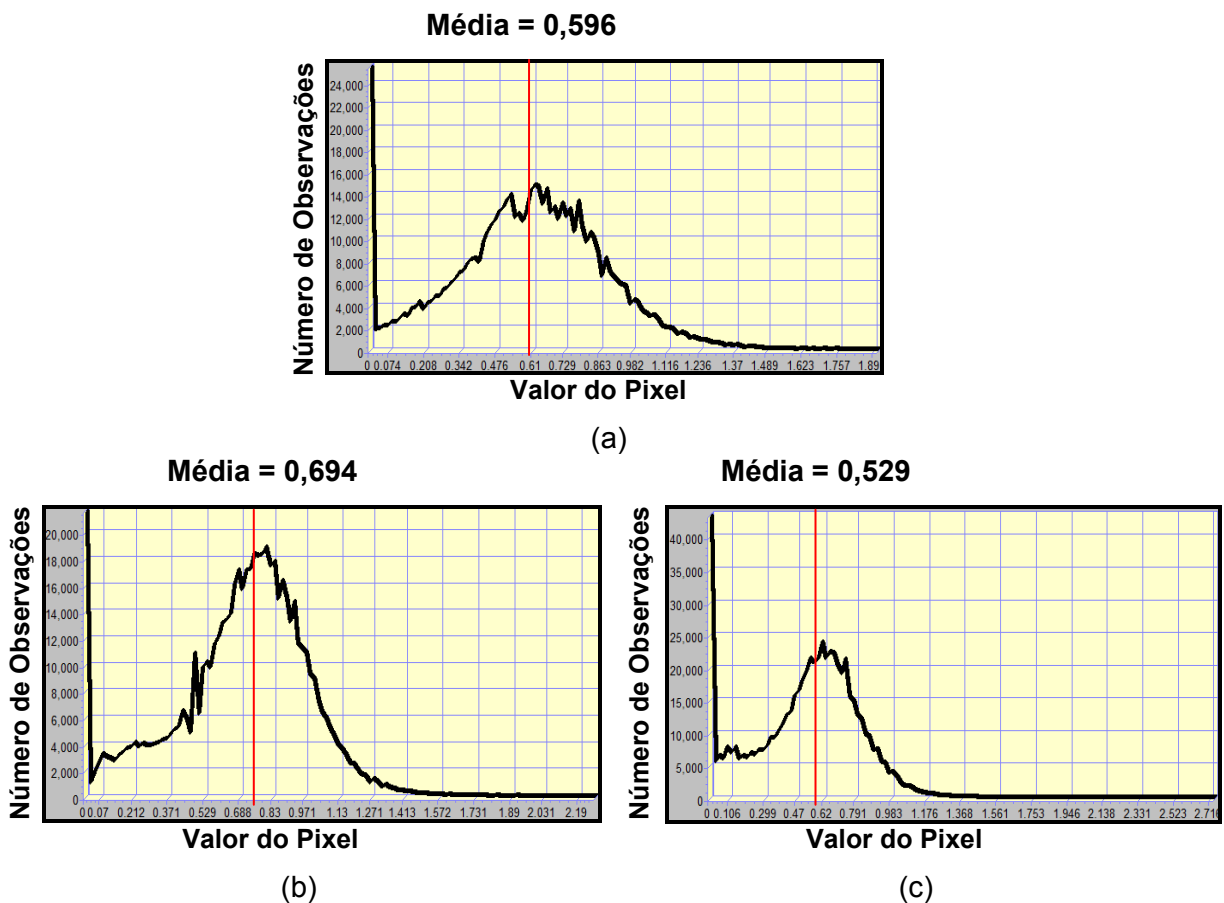 Média = 0,596
Número de Observações
24,000
22,000
20,000
18,000
16,000
14,000
12,000
10,000
8,000
6,000
4,000
2,000
0
0 0.074 0.208 0.342 0.476 0.61 0.729 0.863 0.982 1.116 1.236 1.37 1.489 1.623 1.757 1.89
Valor do Pixel
(a)
Média = 0,694
Número de Observações
20,000
18,000
16,000
14,000
12,000
10,000
8,000
6,000
4,000
2,000
0
0 0.07 0.212 0.371 0.529 0.688 0.83 0.971 1.13 1.271 1.413 1.572 1.731 1.89 2.031 2.19
Valor do Pixel
(b)
Média = 0,529
Número de Observações
40,000
35,000
30,000
25,000
20,000
15,000
10,000
5,000
0
0 0.106 0.299 0.47 0.62 0.791 0.983 1.176 1.368 1.561 1.753 1.946 2.138 2.331 2.523 2.716
Valor do Pixel
(c)